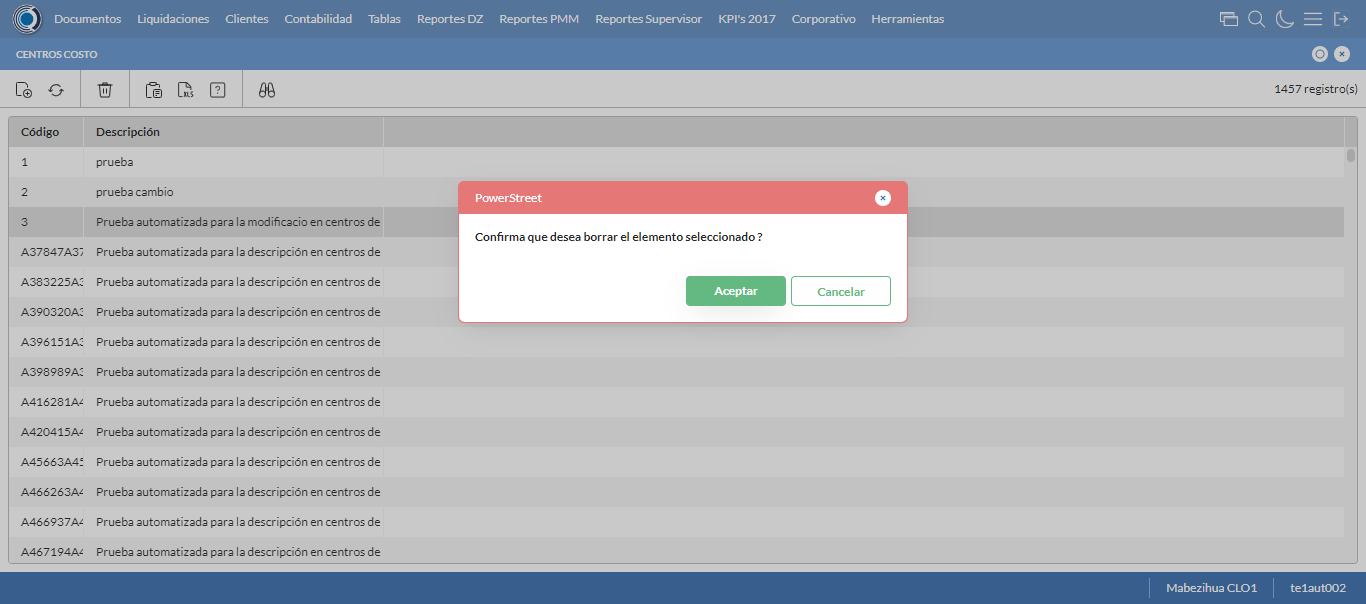 Documentos Liquidaciones Clientes Contabilidad Tablas Reportes DZ Reportes PMM Reportes Supervisor KPI's 2017 Corporativo Herramientas
CENTROS COSTO
XLS ? 1457 registro(s)
Código Descripción
1 prueba
2 prueba cambio
3 Prueba automatizada para la modificacio en centros de
A37847A37 Prueba automatizada para la descripción en centros de
A383225A3 Prueba automatizada para la descripción en centros de
A390320A3 Prueba automatizada para la descripción en centros de
A396151A3 Prueba automatizada para la descripción en centros de
A398989A3 Prueba automatizada para la descripción en centros de
A416281A4 Prueba automatizada para la descripción en centros de
A420415A4 Prueba automatizada para la descripción en centros de
A45663A45 Prueba automatizada para la descripción en centros de
A466263A4 Prueba automatizada para la descripción en centros de
A466937A4 Prueba automatizada para la descripción en centros de
A467194A4 Prueba automatizada para la descripción en centros de
PowerStreet
Confirma que desea borrar el elemento seleccionado ?
Aceptar Cancelar
Mabezihua CLO1 te1aut002